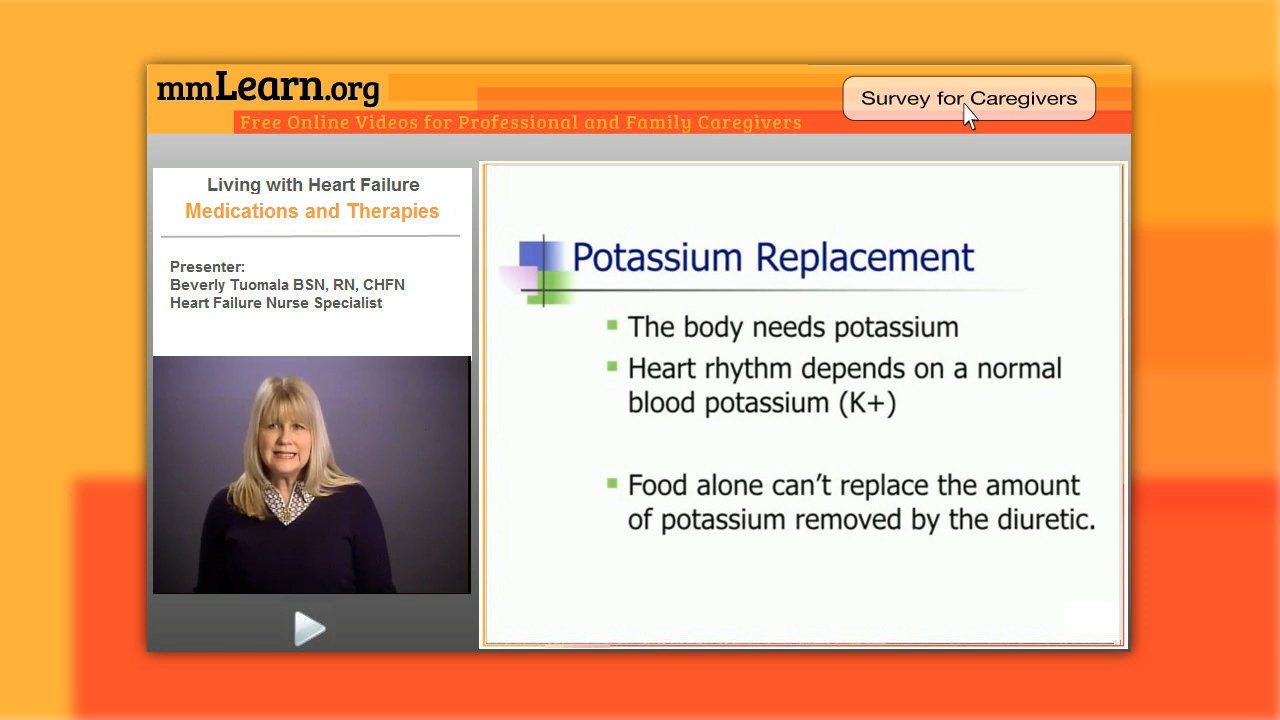 mmLearn.org
Free Online Videos for Professional and Family Caregivers
Survey for Caregivers
Living with Heart Failure
Medications and Therapies
Presenter:
Beverly Tuomala BSN, RN, CHFN
Heart Failure Nurse Specialist
Potassium Replacement
The body needs potassium
Heart rhythm depends on a normal
blood potassium (K+)
Food alone can't replace the amount
of potassium removed by the diuretic.